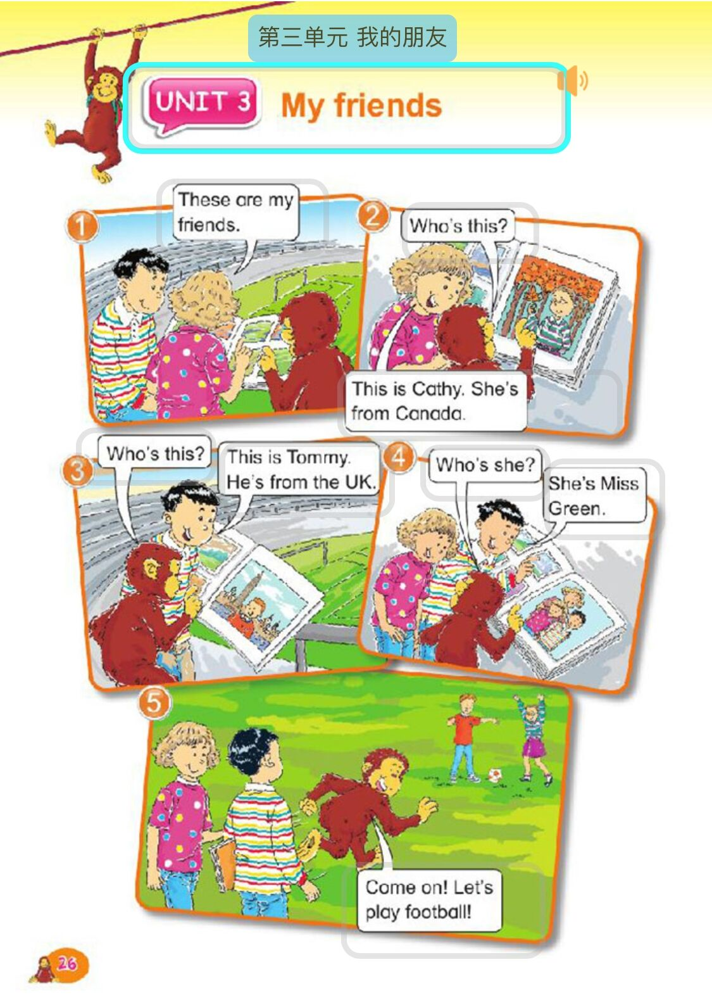 第三单元 我的朋友
UNIT 3 My friends
1
These are my
friends.
2
Who's this?
This is Cathy. She's
from Canada.
3
Who's this?
This is Tommy.
He's from the UK.
4
Who's she?
She's Miss
Green.
5
Come on! Let's
play football!
26